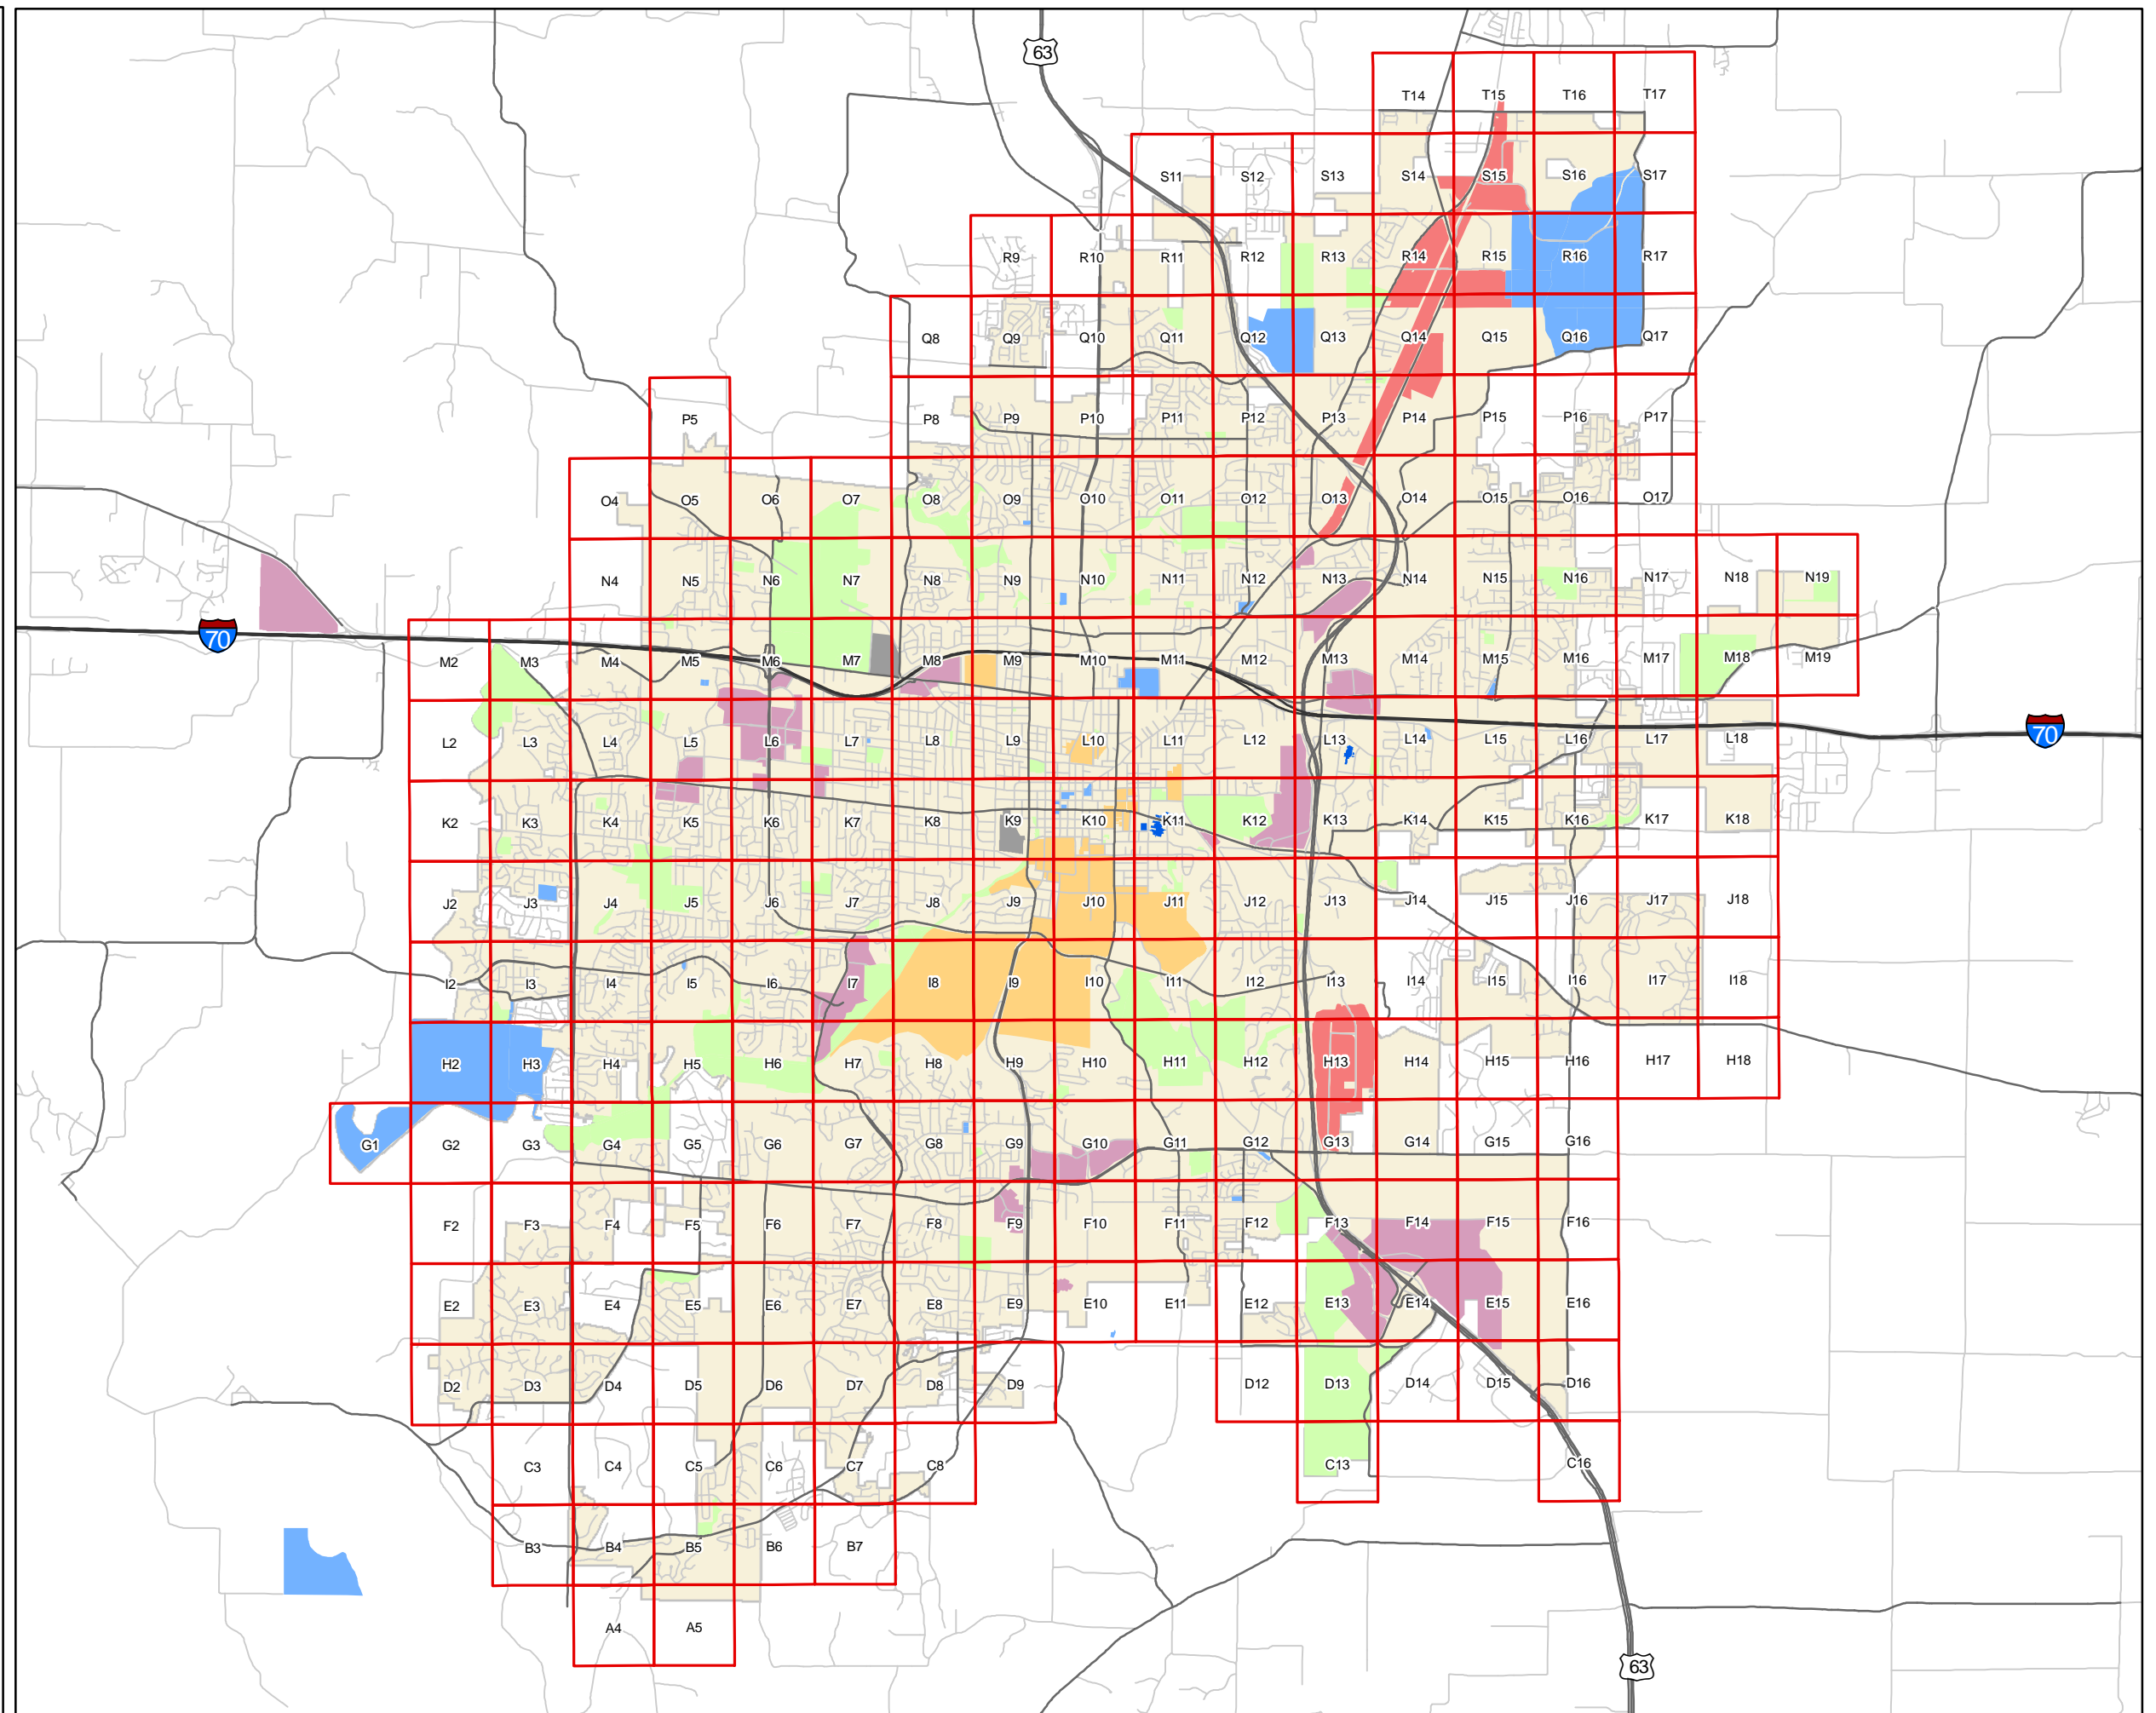 63
T14 T15 T16 T17
S11 S12 S13 S14 S15 S16 S17
R9 R10 R11 R12 R13 R14 R15 R16 R17
Q8 Q9 Q10 Q11 Q12 Q13 Q14 Q15 Q16 Q17
P5 P8 P9 P10 P11 P12 P13 P14 P15 P16 P17
O4 O5 O6 O7 O8 O9 O10 O11 O12 O13 O14 O15 O16 O17
N4 N5 N6 N7 N8 N9 N10 N11 N12 N13 N14 N15 N16 N17 N18 N19
70
M2 M3 M4 M5 M6 M7 M8 M9 M10 M11 M12 M13 M14 M15 M16 M17 M18 M19
L2 L3 L4 L5 L6 L7 L8 L9 L10 L11 L12 L13 L14 L15 L16 L17 L18
70
K2 K3 K4 K5 K6 K7 K8 K9 K10 K11 K12 K13 K14 K15 K16 K17 K18
J2 J3 J4 J5 J6 J7 J8 J9 J10 J11 J12 J13 J14 J15 J16 J17 J18
I2 I3 I4 I5 I6 I7 I8 I9 I10 I11 I12 I13 I14 I15 I16 I17 I18
H2 H3 H4 H5 H6 H7 H8 H9 H10 H11 H12 H13 H14 H15 H16 H17 H18
G1 G2 G3 G4 G5 G6 G7 G8 G9 G10 G11 G12 G13 G14 G15 G16
F2 F3 F4 F5 F6 F7 F8 F9 F10 F11 F12 F13 F14 F15 F16
E2 E3 E4 E5 E6 E7 E8 E9 E10 E11 E12 E13 E14 E15 E16
D2 D3 D4 D5 D6 D7 D8 D9 D12 D13 D14 D15 D16
C3 C4 C5 C6 C7 C8 C13 C16
B3 B4 B5 B6 B7
A4 A5
63